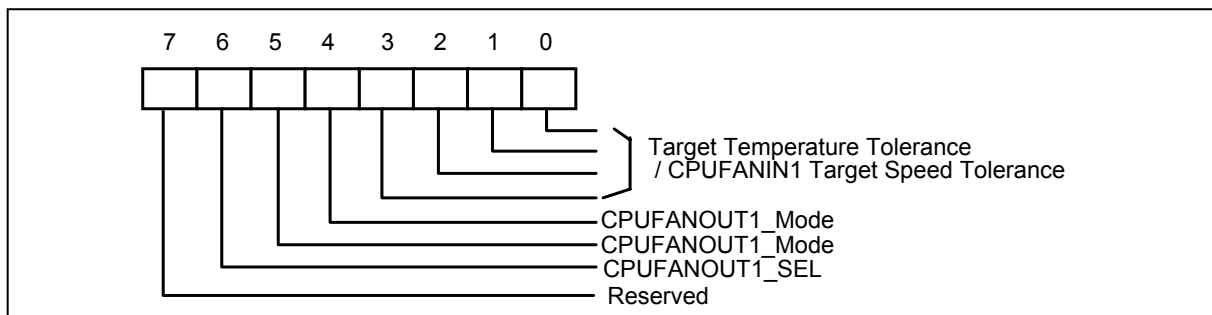 7 6 5 4 3 2 1 0
Target Temperature Tolerance
/ CPUFANIN1 Target Speed Tolerance
CPUFANOUT1_Mode
CPUFANOUT1_Mode
CPUFANOUT1_SEL
Reserved